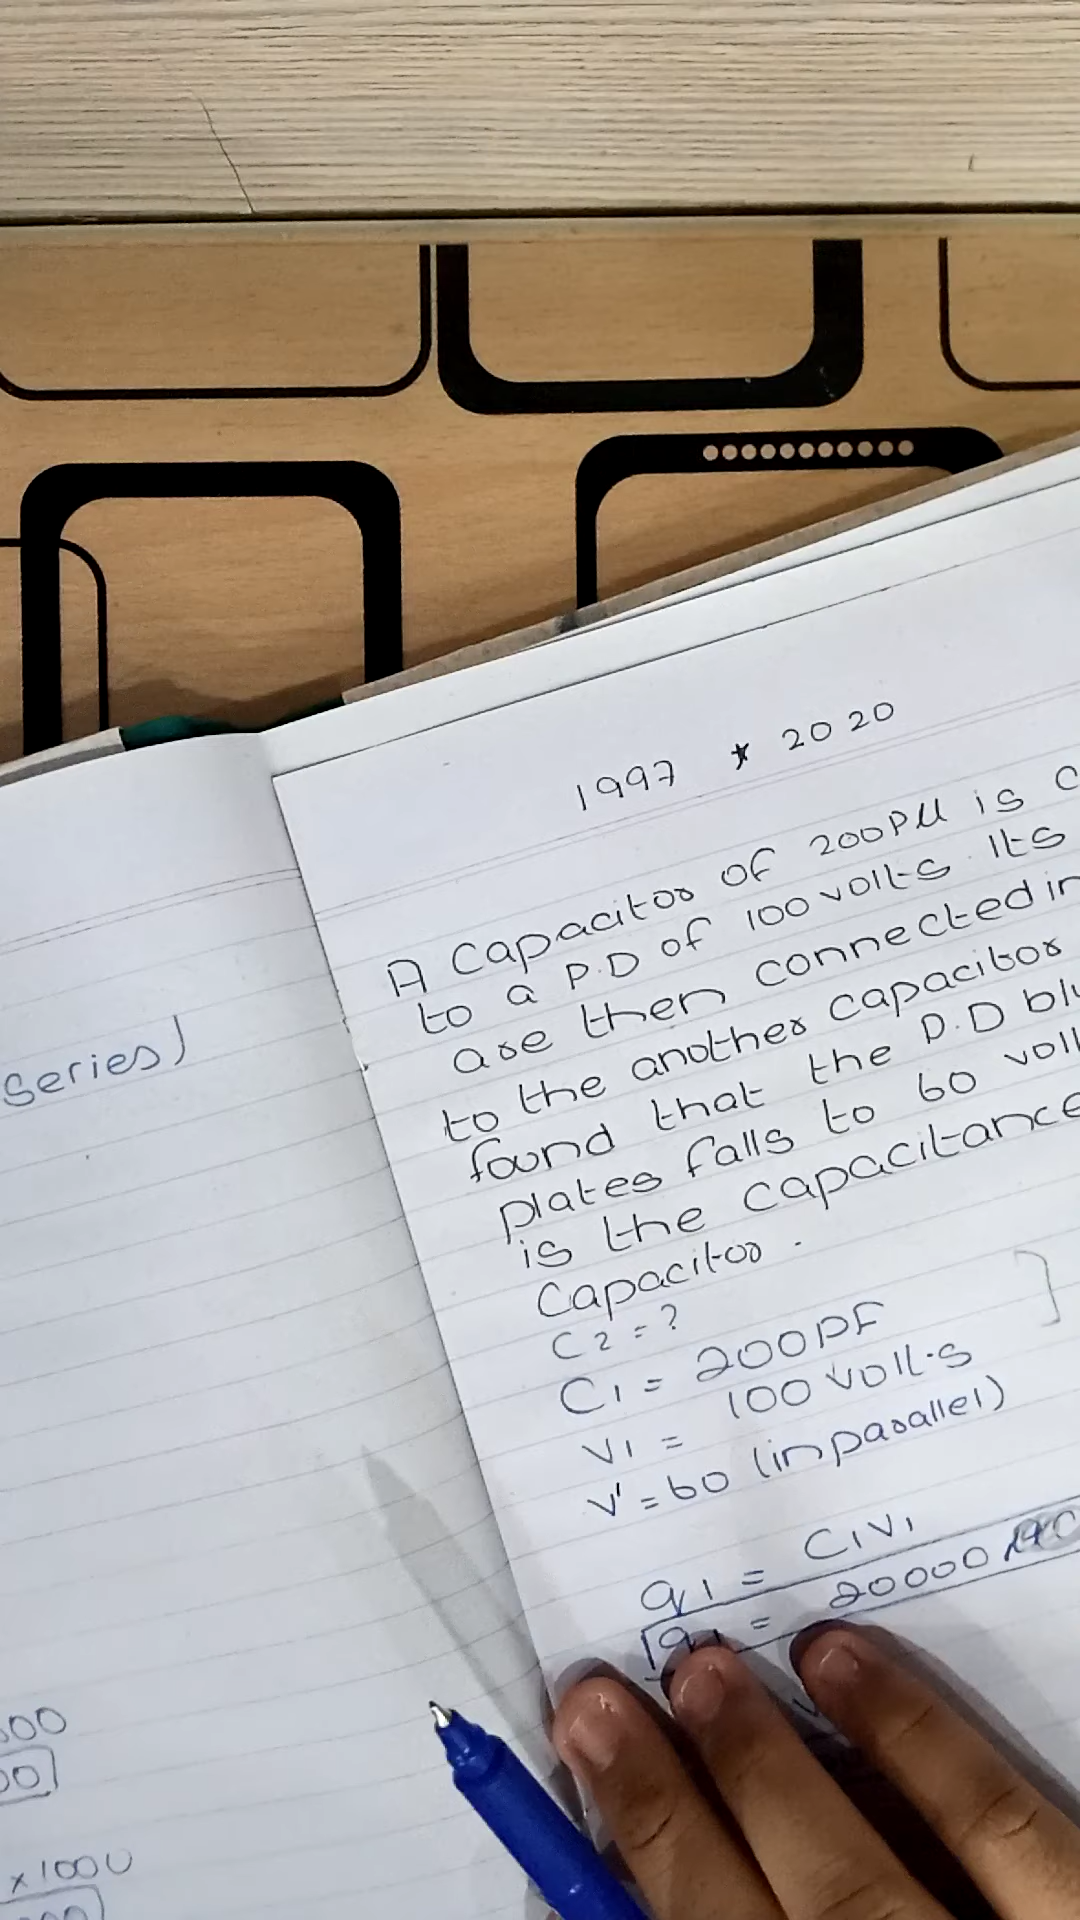 series)
00
x100
1997 * 2020
A capacitor of 200PU is
to a P.D of 100 volts Its
are then connected in
to the another capacitor
found that the P.D
plates falls to 60
is the capacitance
Capacitor.
C2 = ?
C1 = 200PF
V1 = 100 volts
V' = 60 (in parallel)
q1 = C1V1
q1 = 20000